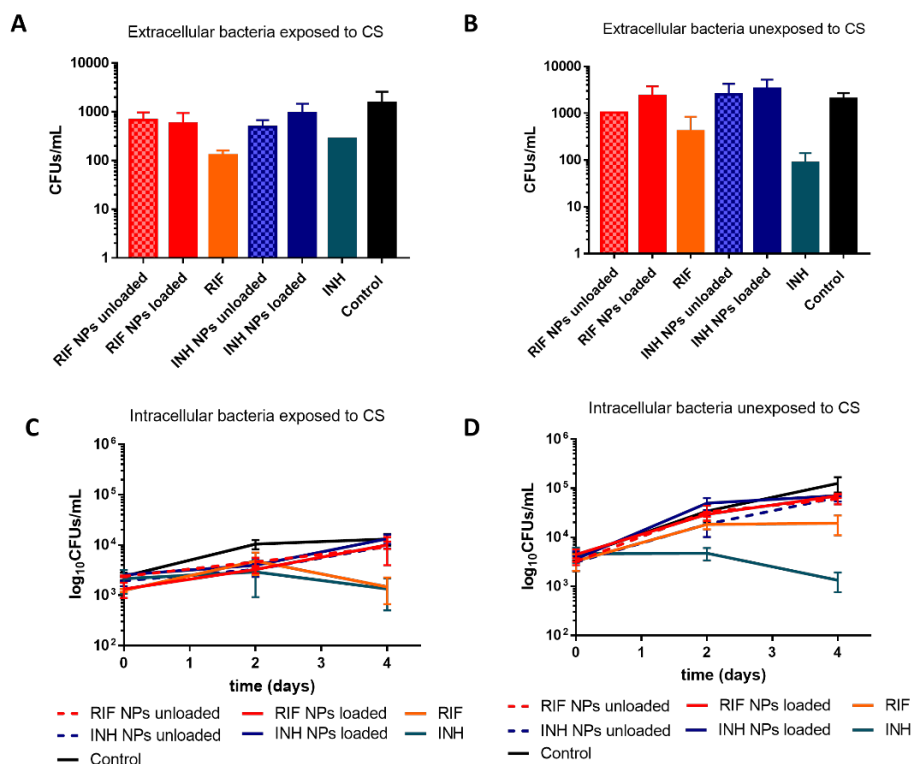 A
Extracellular bacteria exposed to CS
CFUs/mL
10000
1000
100
10
1
RIF NPs unloaded
RIF NPs loaded
RIF
INH NPs unloaded
INH NPs loaded
INH
Control
B
Extracellular bacteria unexposed to CS
CFUs/mL
10000
1000
100
10
1
RIF NPs unloaded
RIF NPs loaded
RIF
INH NPs unloaded
INH NPs loaded
INH
Control
C
Intracellular bacteria exposed to CS
log₁₀CFUs/mL
10⁶
10⁵
10⁴
10³
10²
0 1 2 3 4
time (days)
RIF NPs unloaded RIF NPs loaded RIF
INH NPs unloaded INH NPs loaded INH
Control
D
Intracellular bacteria unexposed to CS
log₁₀CFUs/mL
10⁶
10⁵
10⁴
10³
10²
0 1 2 3 4
time (days)
RIF NPs unloaded RIF NPs loaded RIF
INH NPs unloaded INH NPs loaded INH
Control